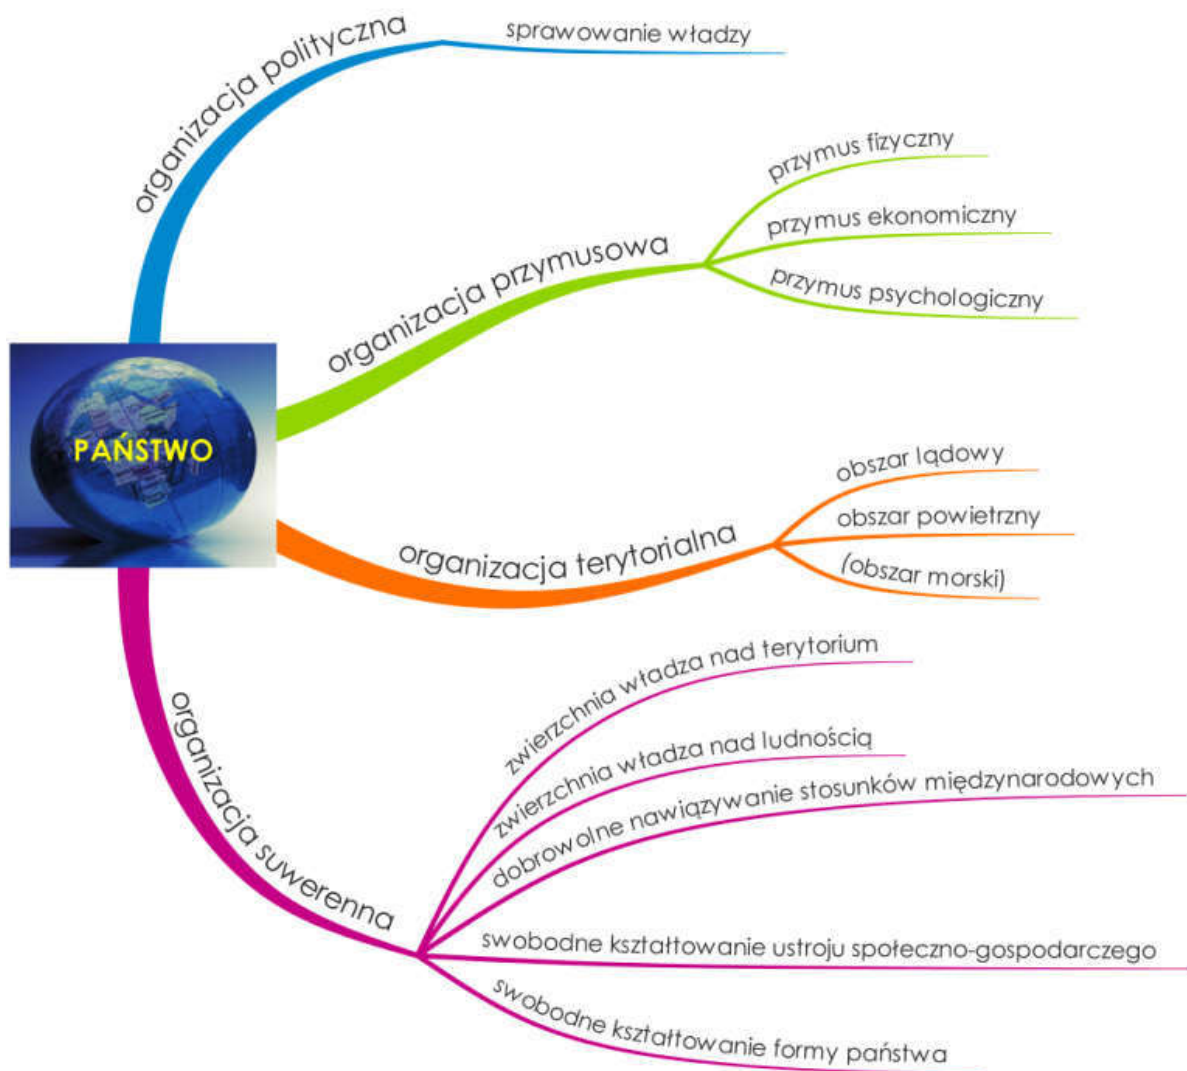 organizacja polityczna
sprawowanie władzy
organizacja przymusowa
przymus fizyczny
przymus ekonomiczny
przymus psychologiczny
PAŃSTWO
organizacja terytorialna
obszar lądowy
obszar powietrzny
(obszar morski)
organizacja suwerenna
zwierzchnia władza nad terytorium
zwierzchnia władza nad ludnością
dobrowolne nawiązywanie stosunków międzynarodowych
swobodne kształtowanie ustroju społeczno-gospodarczego
swobodne kształtowanie formy państwa